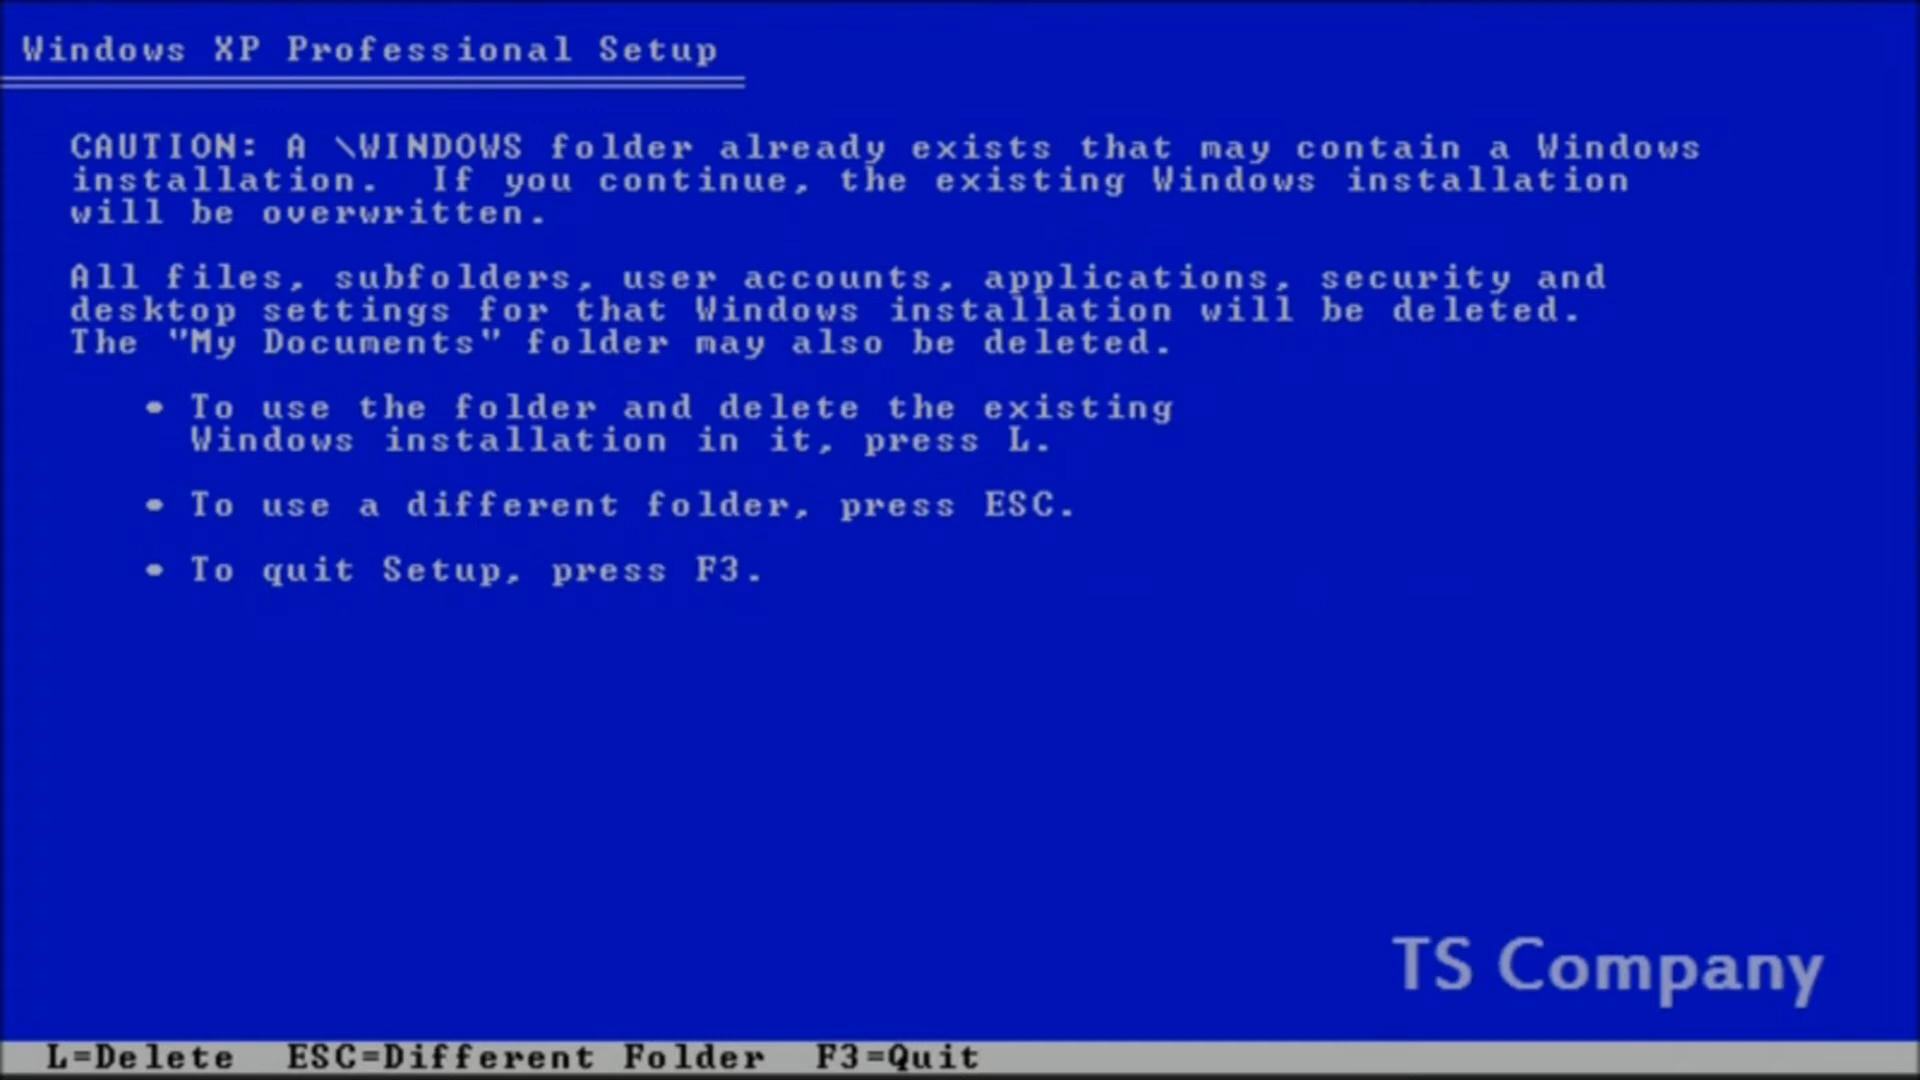 Windows XP Professional Setup
CAUTION: A \WINDOWS folder already exists that may contain a Windows
installation.  If you continue, the existing Windows installation
will be overwritten.
All files, subfolders, user accounts, applications, security and
desktop settings for that Windows installation will be deleted.
The "My Documents" folder may also be deleted.
• To use the folder and delete the existing
Windows installation in it, press L.
• To use a different folder, press ESC.
• To quit Setup, press F3.
TS Company
L=Delete  ESC=Different Folder  F3=Quit